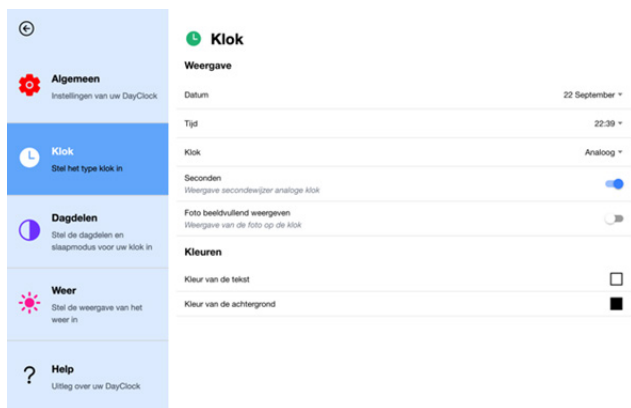 Algemeen
Instellingen van uw DayClock
Klok
Stel het type klok in
Dagdelen
Stel de dagdelen en
slaapmodus voor uw klok in
Weer
Stel de weergave van het
weer in
Help
Uitleg over uw DayClock
Klok
Weergave
Datum 22 September
Tijd 22:39
Klok Analoog
Seconden
Weergave secondewijzer analoge klok
Foto beeldvullend weergeven
Weergave van de foto op de klok
Kleuren
Kleur van de tekst
Kleur van de achtergrond